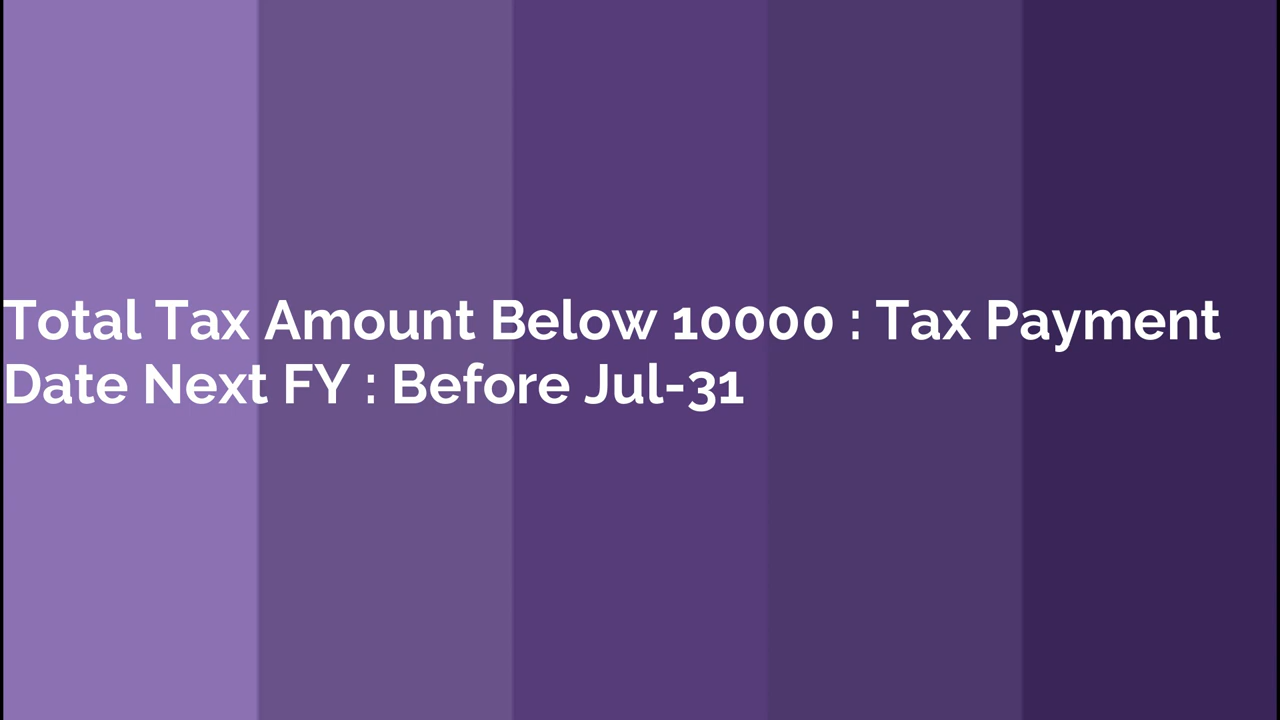 Total Tax Amount Below 10000 : Tax Payment
Date Next FY : Before Jul-31